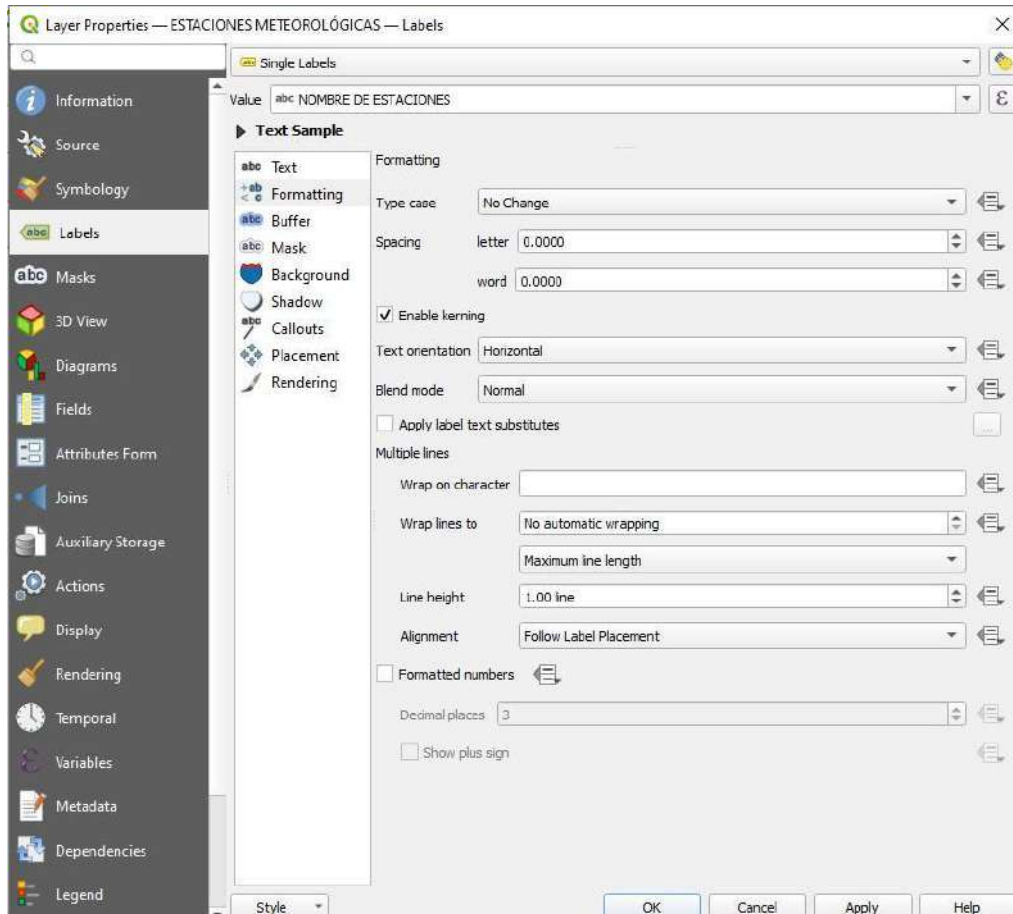 Layer Properties — ESTACIONES METEOROLÓGICAS — Labels
Information
Source
Symbology
Labels
Masks
3D View
Diagrams
Fields
Attributes Form
Joins
Auxiliary Storage
Actions
Display
Rendering
Temporal
Variables
Metadata
Dependencies
Legend
Single Labels
Value abc NOMBRE DE ESTACIONES ε
Text Sample
abc Text
Formatting
abc Buffer
abc Mask
Background
Shadow
abc Callouts
Placement
Rendering
Formatting
Type case No Change
Spacing letter 0.0000
word 0.0000
Enable kerning
Text orientation Horizontal
Blend mode Normal
Apply label text substitutes ...
Multiple lines
Wrap on character
Wrap lines to No automatic wrapping
Maximum line length
Line height 1.00 line
Alignment Follow Label Placement
Formatted numbers
Decimal places 3
Show plus sign
Style OK Cancel Apply Help